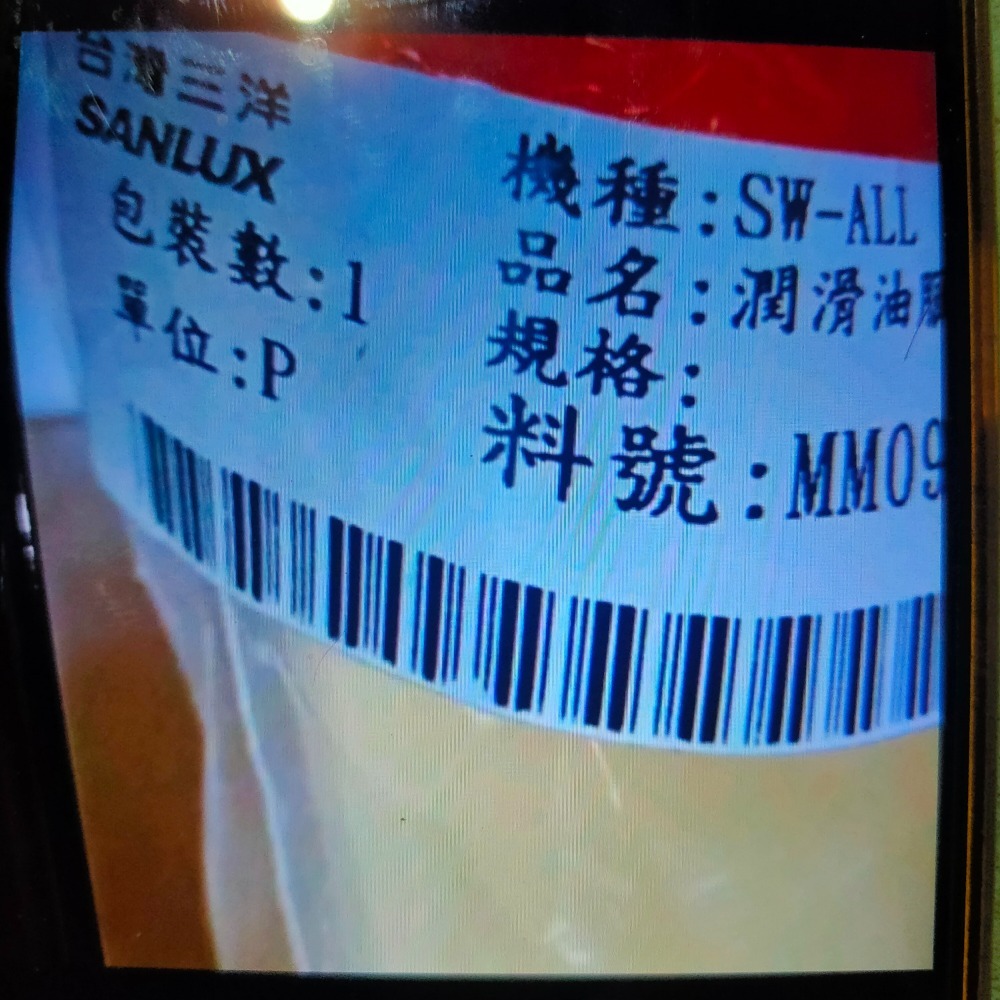 台灣三洋
SANLUX
包裝數:1
單位:P
機種:SW-ALL
品名:潤滑油
規格:
料號:MM09